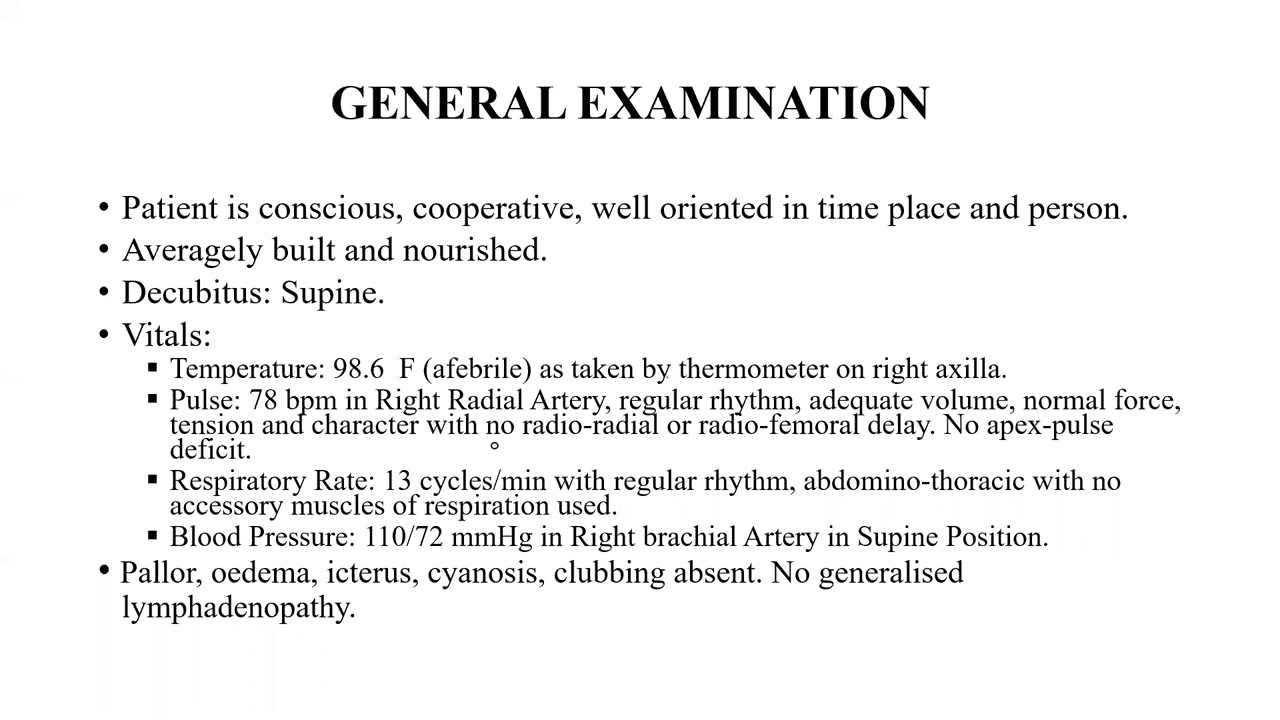 GENERAL EXAMINATION
• Patient is conscious, cooperative, well oriented in time place and person.
• Averagely built and nourished.
• Decubitus: Supine.
• Vitals:
▪ Temperature: 98.6  F (afebrile) as taken by thermometer on right axilla.
▪ Pulse: 78 bpm in Right Radial Artery, regular rhythm, adequate volume, normal force,
tension and character with no radio-radial or radio-femoral delay. No apex-pulse
deficit. °
▪ Respiratory Rate: 13 cycles/min with regular rhythm, abdomino-thoracic with no
accessory muscles of respiration used.
▪ Blood Pressure: 110/72 mmHg in Right brachial Artery in Supine Position.
• Pallor, oedema, icterus, cyanosis, clubbing absent. No generalised
lymphadenopathy.